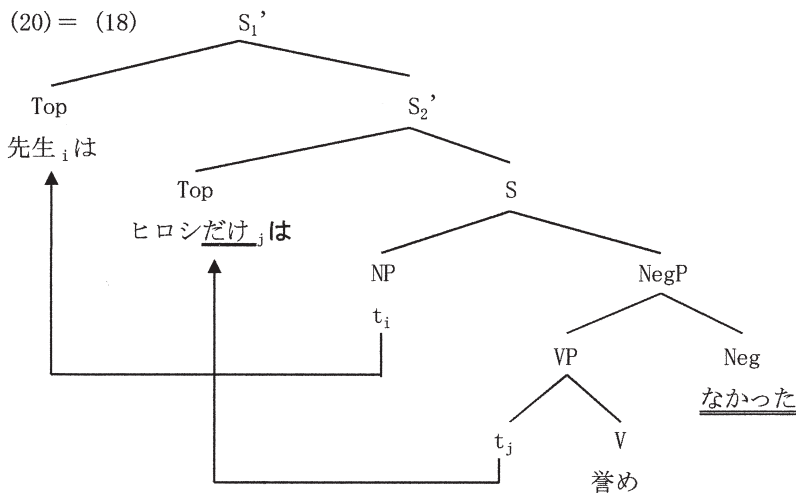 (20)= (18) S₁’
Top S₂’
先生ᵢは
Top S
ヒロシだけⱼは
NP NegP
tᵢ
VP Neg
なかった
tⱼ V
誉め